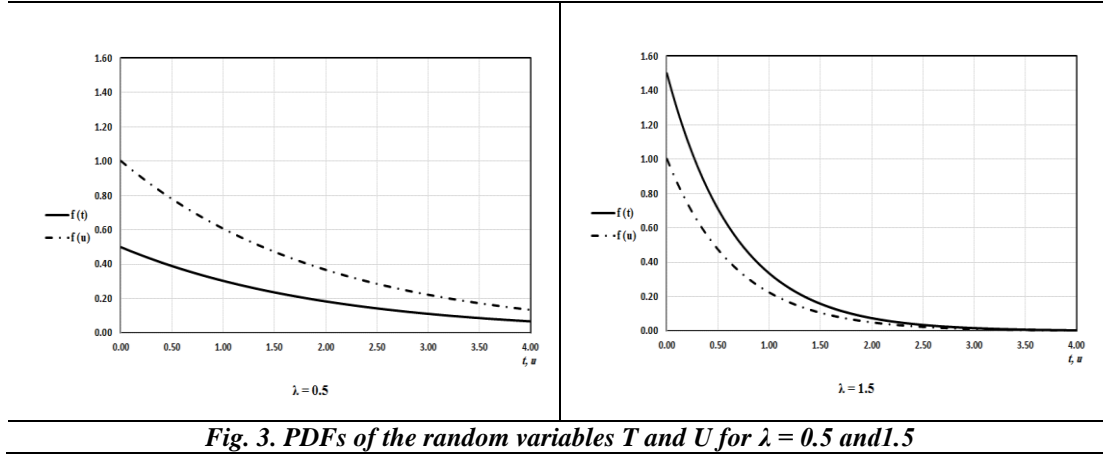 1.60
1.40
1.20
1.00
0.80
0.60
0.40
0.20
0.00
f (t)
f (u)
0.00 0.50 1.00 1.50 2.00 2.50 3.00 3.50 4.00
t, u
λ = 0.5
1.60
1.40
1.20
1.00
0.80
0.60
0.40
0.20
0.00
f (t)
f (u)
0.00 0.50 1.00 1.50 2.00 2.50 3.00 3.50 4.00
t, u
λ = 1.5
Fig. 3. PDFs of the random variables T and U for λ = 0.5 and1.5